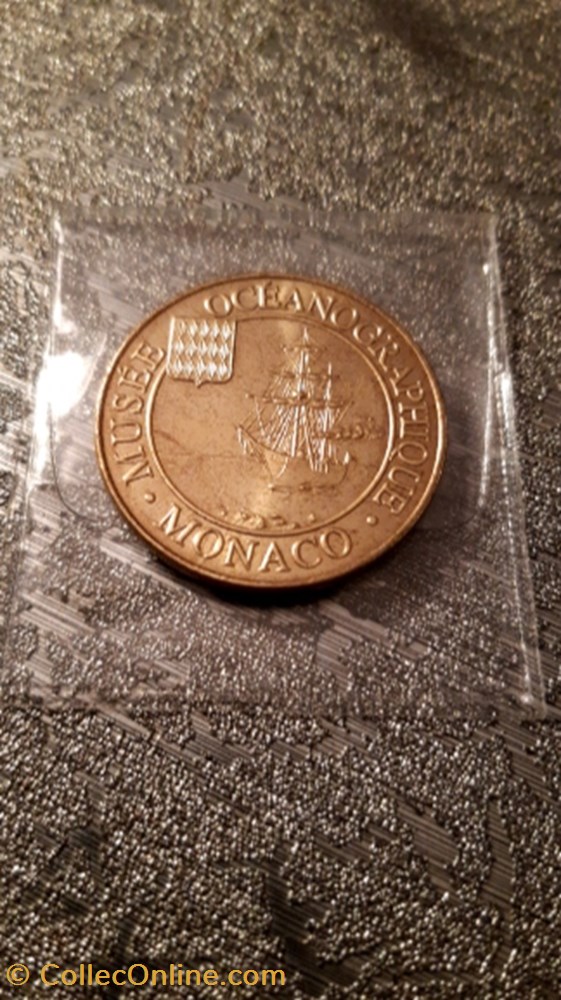 MUSÉE OCÉANOGRAPHIQUE
· MONACO ·
© CollecOnline.com